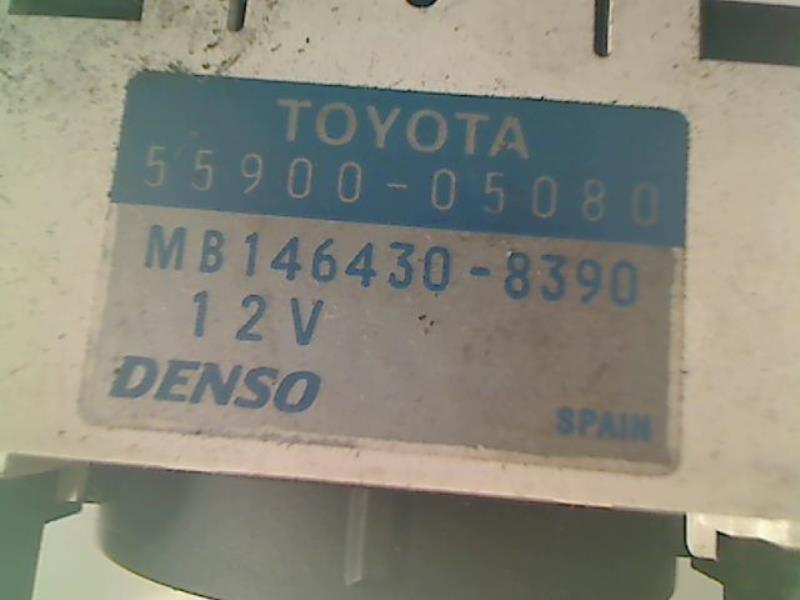 TOYOTA
55900-05080
MB146430-8390
12V
DENSO
SPAIN